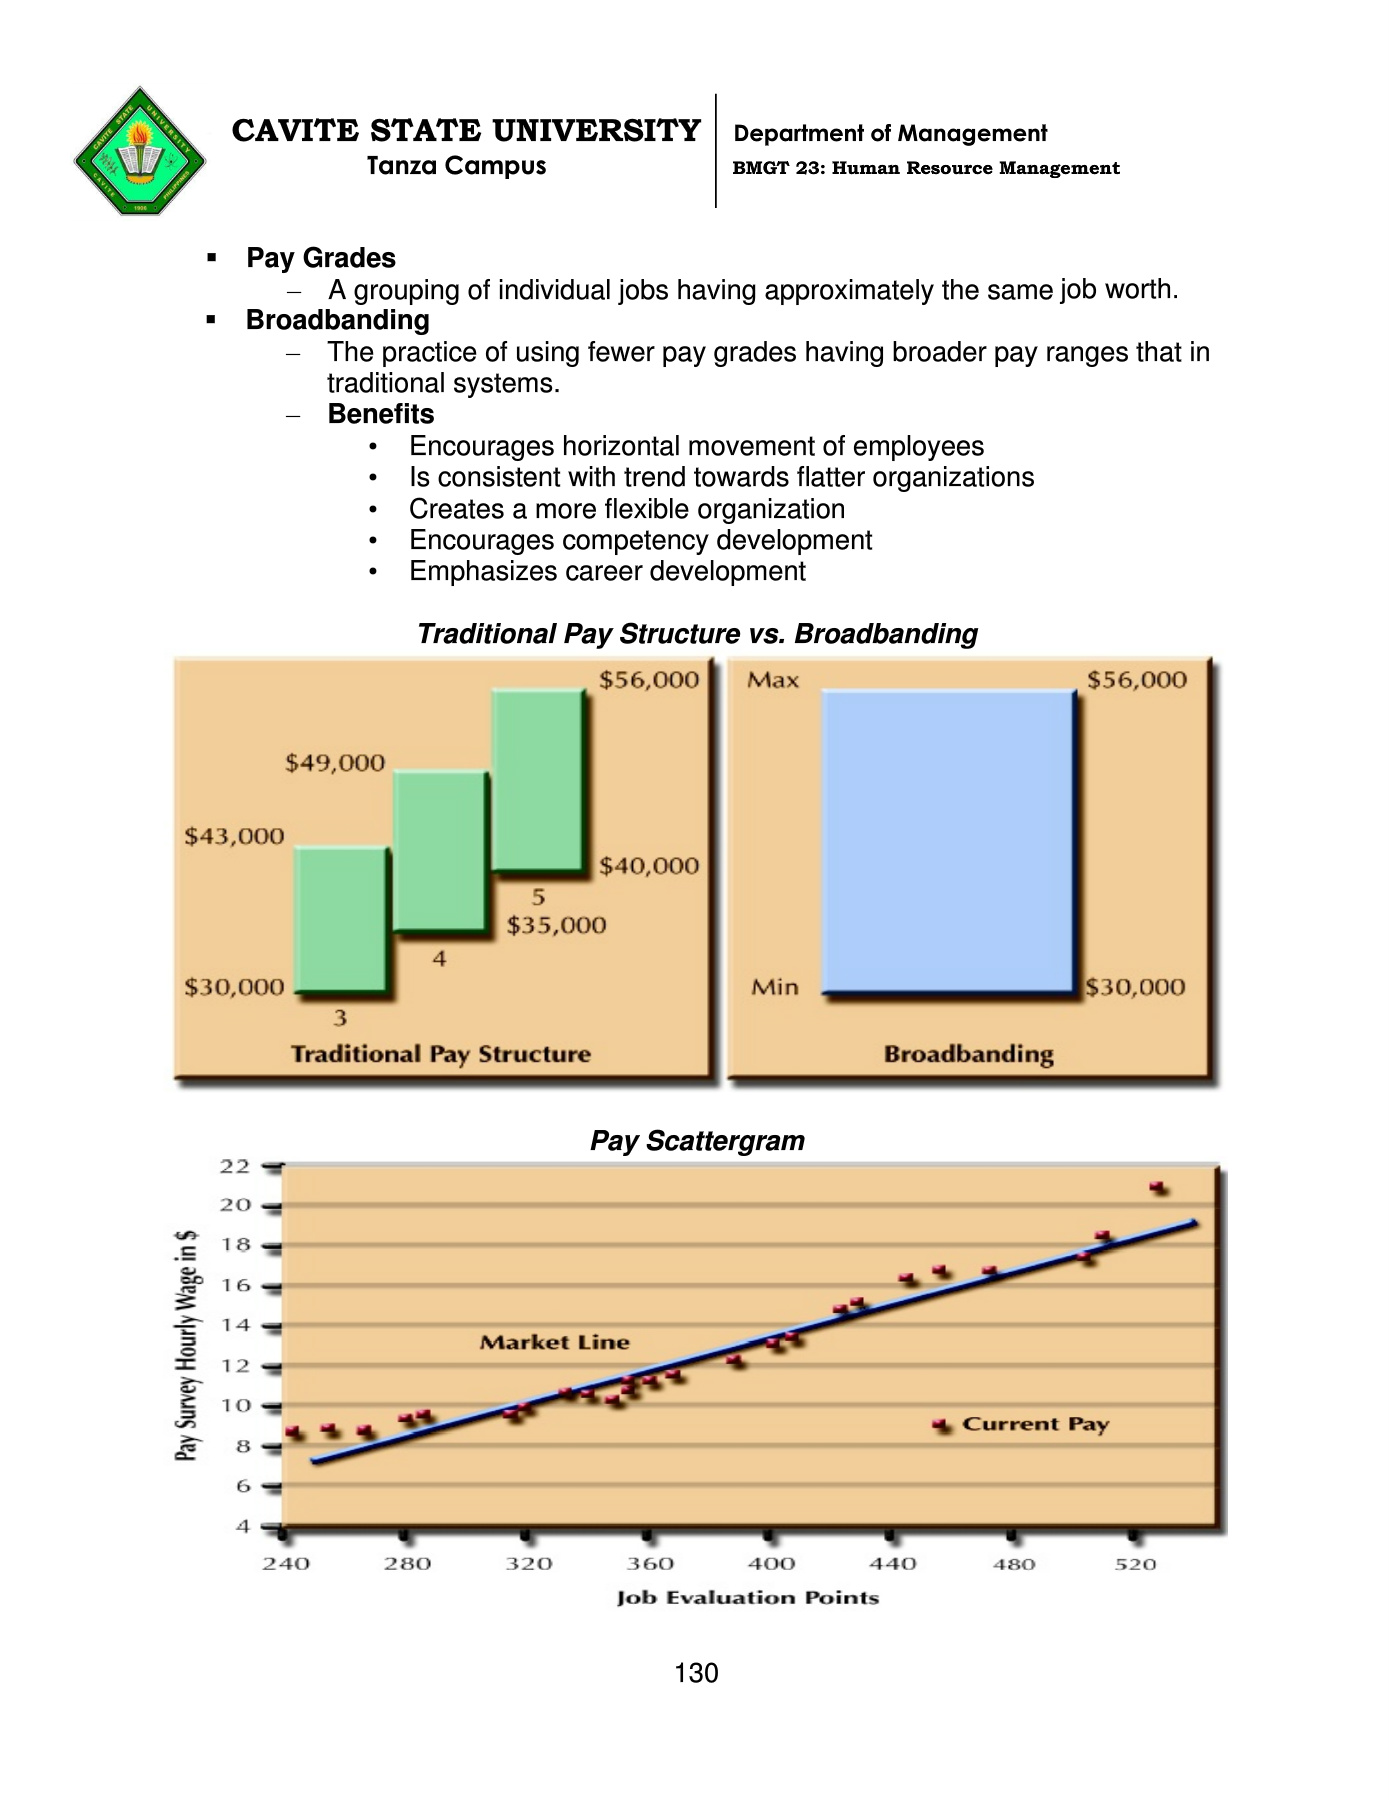 CAVITE STATE UNIVERSITY
Tanza Campus
Department of Management
BMGT 23: Human Resource Management
CAVITE STATE UNIVERSITY
CAVITE PHILIPPINES
1906
▪ Pay Grades
– A grouping of individual jobs having approximately the same job worth.
▪ Broadbanding
– The practice of using fewer pay grades having broader pay ranges that in
traditional systems.
– Benefits
• Encourages horizontal movement of employees
• Is consistent with trend towards flatter organizations
• Creates a more flexible organization
• Encourages competency development
• Emphasizes career development
Traditional Pay Structure vs. Broadbanding
$56,000
$49,000
$43,000
$40,000
5
$35,000
4
$30,000
3
Traditional Pay Structure
Max
$56,000
Min
$30,000
Broadbanding
Pay Scattergram
Pay Survey Hourly Wage in $
22
20
18
16
14
12
10
8
6
4
Market Line
Current Pay
240 280 320 360 400 440 480 520
Job Evaluation Points
130